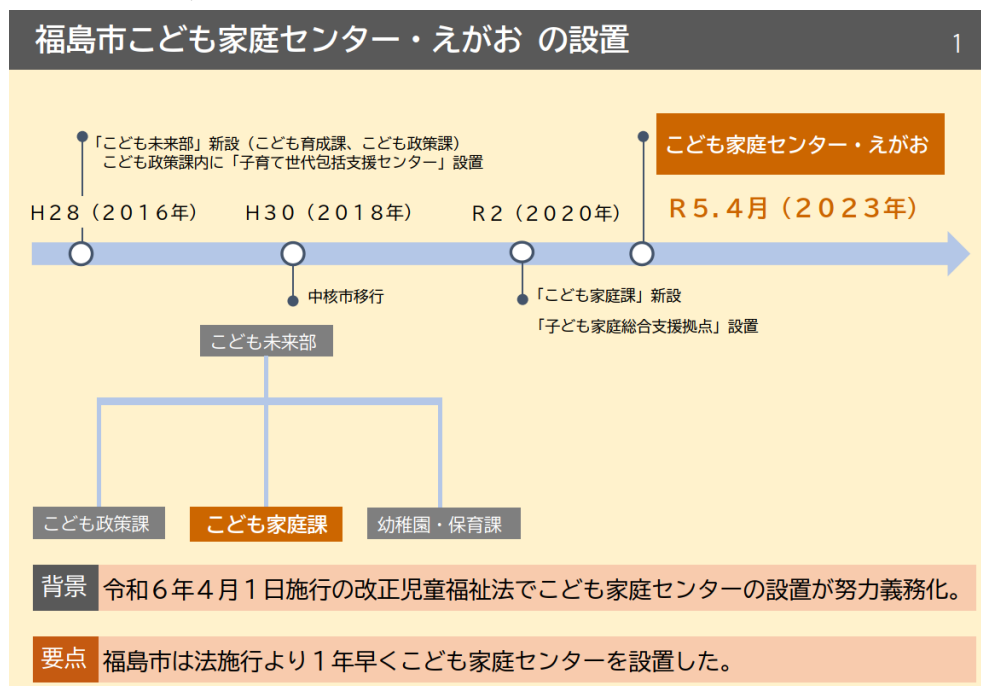 福島市こども家庭センター・えがお の設置
1
「こども未来部」新設（こども育成課、こども政策課）
こども政策課内に「子育て世代包括支援センター」設置
こども家庭センター・えがお
H28（2016年）
H30（2018年）
R2（2020年）
R5.4月（2023年）
中核市移行
「こども家庭課」新設
「子ども家庭総合支援拠点」設置
こども未来部
こども政策課
こども家庭課
幼稚園・保育課
背景
令和6年4月1日施行の改正児童福祉法でこども家庭センターの設置が努力義務化。
要点
福島市は法施行より1年早くこども家庭センターを設置した。